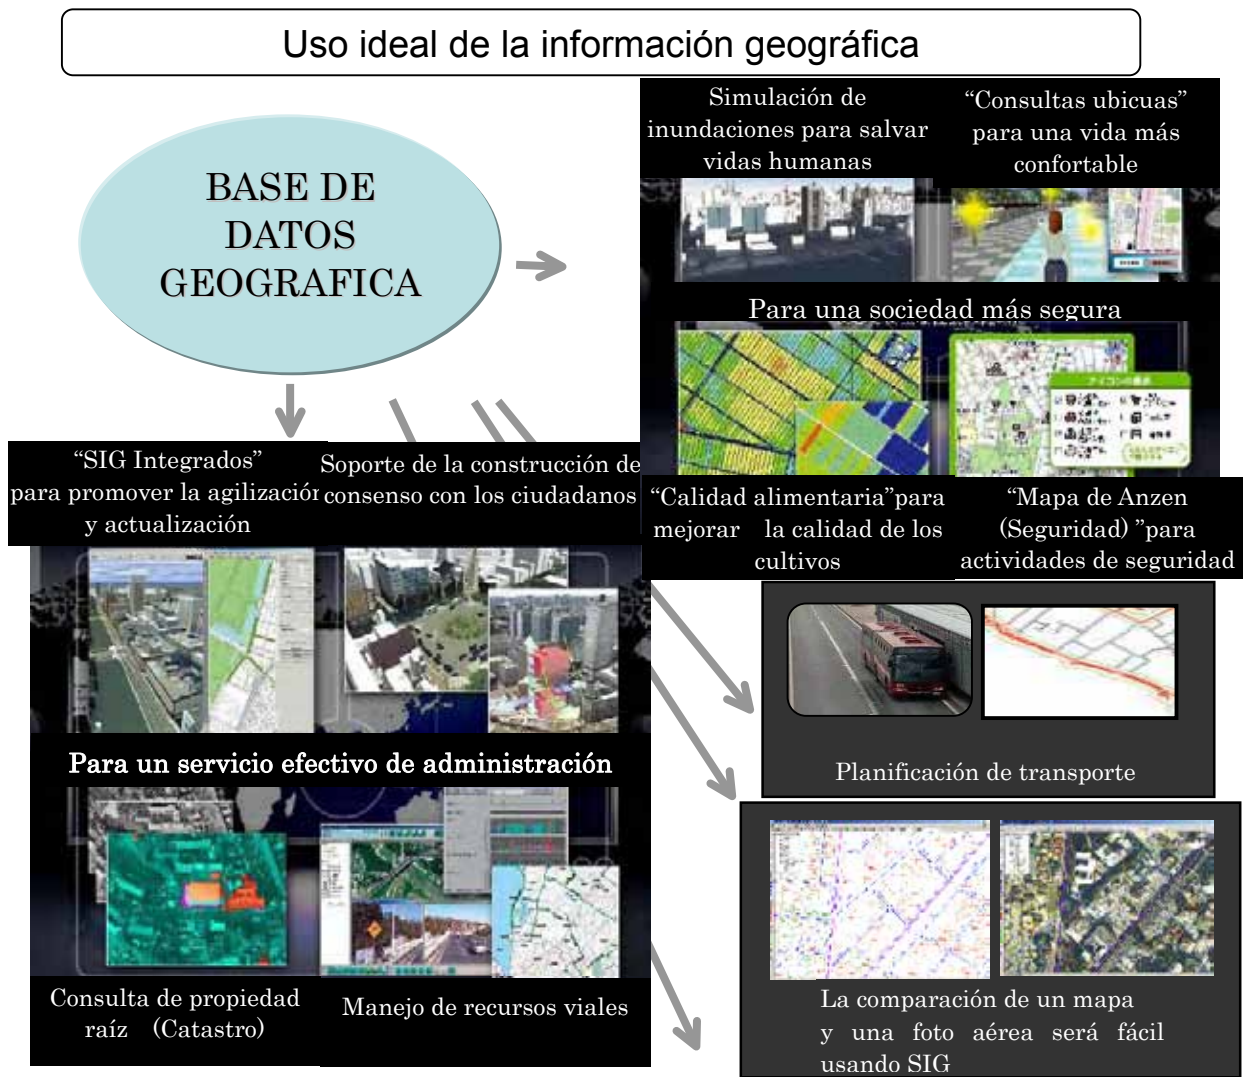 Uso ideal de la información geográfica
BASE DE
DATOS
GEOGRAFICA
Simulación de
inundaciones para salvar
vidas humanas
“Consultas ubicuas”
para una vida más
confortable
Para una sociedad más segura
“Calidad alimentaria”para
mejorar la calidad de los
cultivos
“Mapa de Anzen
(Seguridad) ”para
actividades de seguridad
“SIG Integrados”
para promover la agilización
y actualización
Soporte de la construcción de
consenso con los ciudadanos
Para un servicio efectivo de administración
Consulta de propiedad
raíz (Catastro)
Manejo de recursos viales
Planificación de transporte
La comparación de un mapa
y una foto aérea será fácil
usando SIG